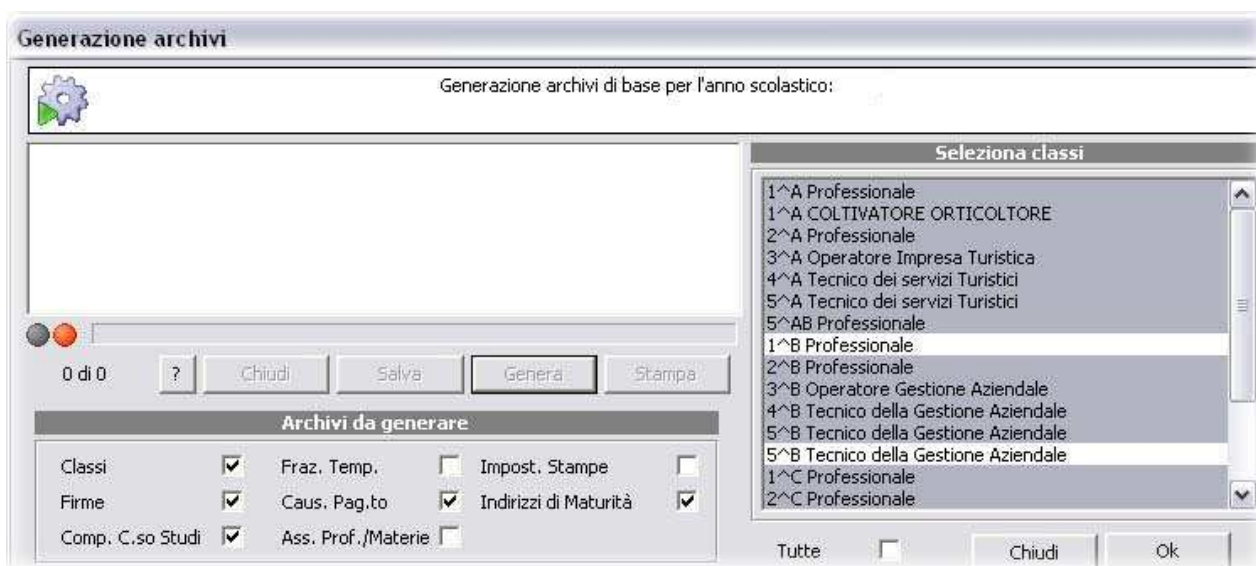 Generazione archivi
Generazione archivi di base per l'anno scolastico:
Seleziona classi
1^A Professionale
1^A COLTIVATORE ORTICOLTORE
2^A Professionale
3^A Operatore Impresa Turistica
4^A Tecnico dei servizi Turistici
5^A Tecnico dei servizi Turistici
5^AB Professionale
1^B Professionale
2^B Professionale
3^B Operatore Gestione Aziendale
4^B Tecnico della Gestione Aziendale
5^B Tecnico della Gestione Aziendale
5^B Tecnico della Gestione Aziendale
1^C Professionale
2^C Professionale
0 di 0 ? Chiudi Salva Genera Stampa
Archivi da generare
Classi Fraz. Temp. Impost. Stampe
Firme Caus. Pag.to Indirizzi di Maturità
Comp. C.so Studi Ass. Prof./Materie
Tutte Chiudi Ok